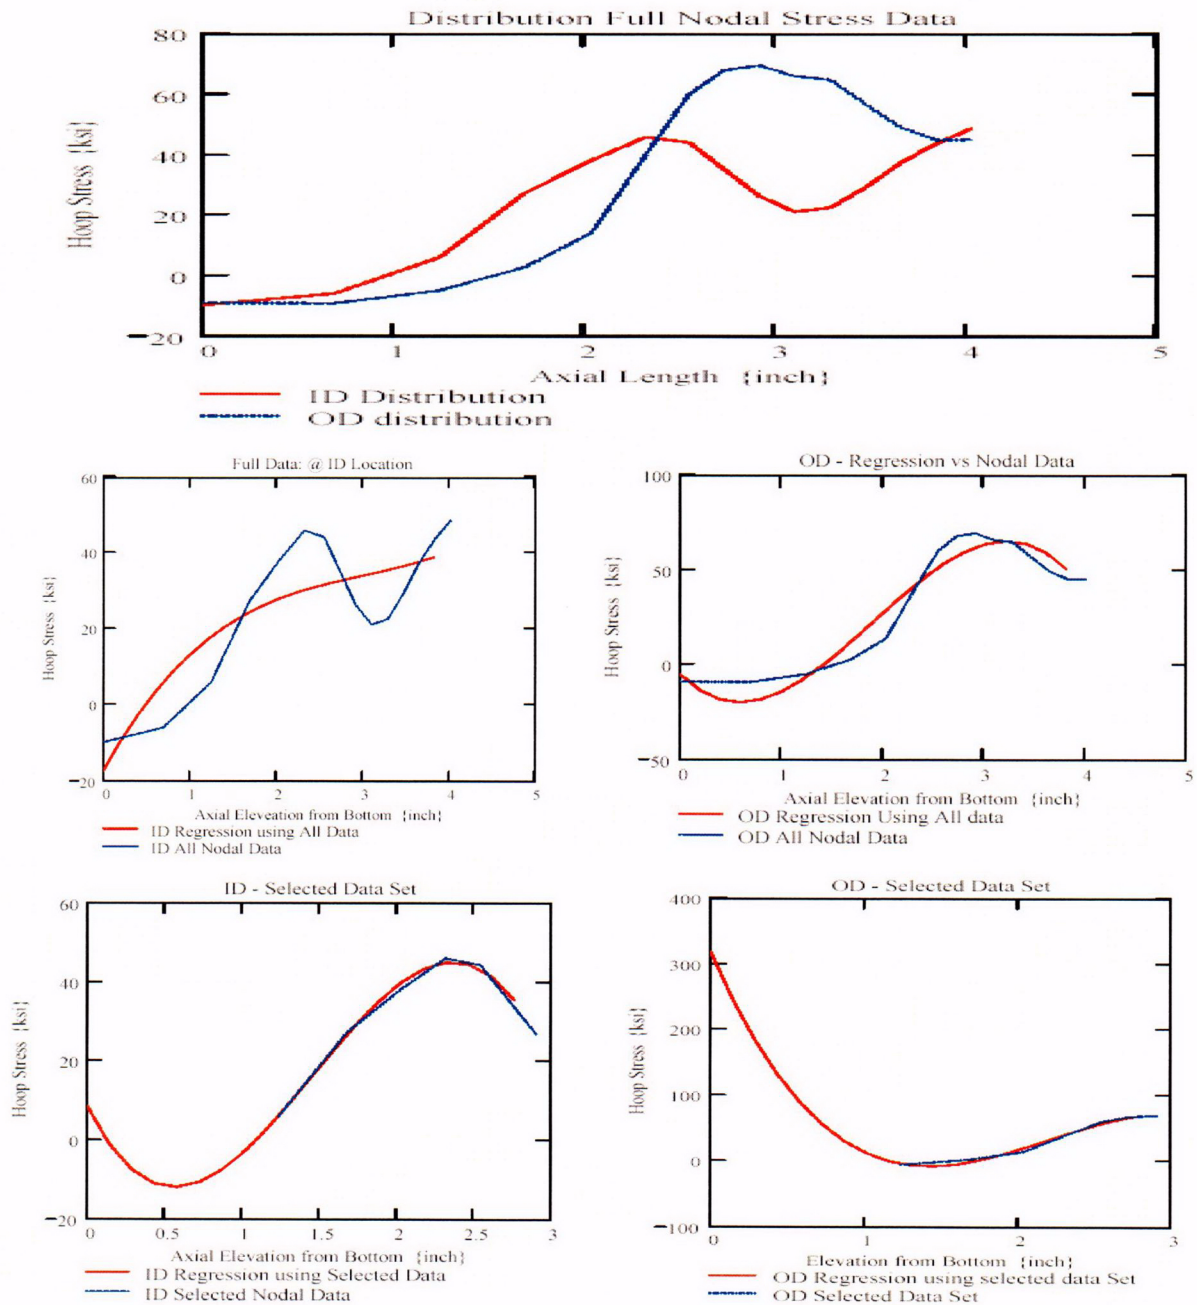 Distribution Full Nodal Stress Data
80
60
40
20
0
−20
Hoop Stress {ksi}
0 1 2 3 4 5
Axial Length {inch}
ID Distribution
OD distribution
Full Data: @ ID Location
60
40
20
0
−20
Hoop Stress {ksi}
0 1 2 3 4 5
Axial Elevation from Bottom {inch}
ID Regression using All Data
ID All Nodal Data
OD - Regression vs Nodal Data
100
50
0
−50
Hoop Stress {ksi}
0 1 2 3 4 5
Axial Elevation from Bottom {inch}
OD Regression Using All data
OD All Nodal Data
ID - Selected Data Set
60
40
20
0
−20
Hoop Stress {ksi}
0 0.5 1 1.5 2 2.5 3
Axial Elevation from Bottom {inch}
ID Regression using Selected Data
ID Selected Nodal Data
OD - Selected Data Set
400
300
200
100
0
−100
Hoop Stress {ksi}
0 1 2 3
Elevation from Bottom {inch}
OD Regression using selected data Set
OD Selected Data Set